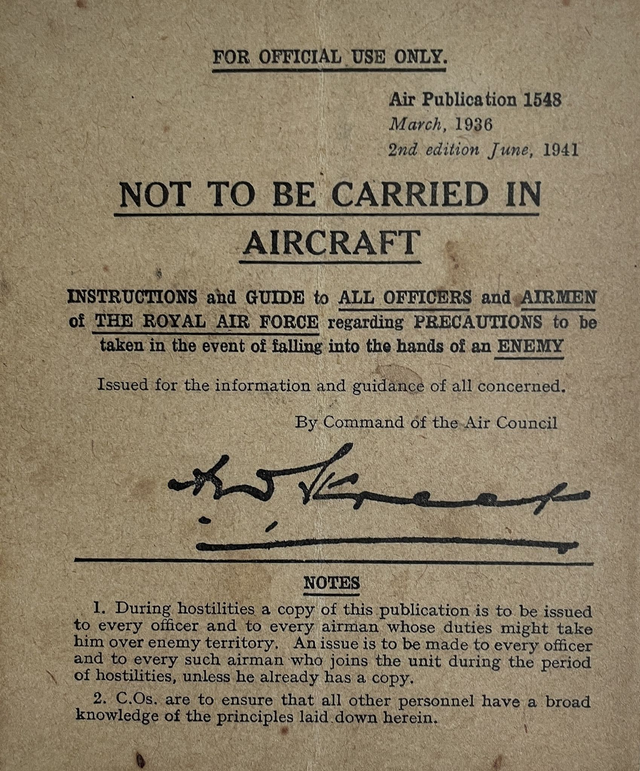 FOR OFFICIAL USE ONLY.
Air Publication 1548
March, 1936
2nd edition June, 1941
NOT TO BE CARRIED IN
AIRCRAFT
INSTRUCTIONS and GUIDE to ALL OFFICERS and AIRMEN
of THE ROYAL AIR FORCE regarding PRECAUTIONS to be
taken in the event of falling into the hands of an ENEMY
Issued for the information and guidance of all concerned.
By Command of the Air Council
NOTES
1. During hostilities a copy of this publication is to be issued
to every officer and to every airman whose duties might take
him over enemy territory. An issue is to be made to every officer
and to every such airman who joins the unit during the period
of hostilities, unless he already has a copy.
2. C.Os. are to ensure that all other personnel have a broad
knowledge of the principles laid down herein.